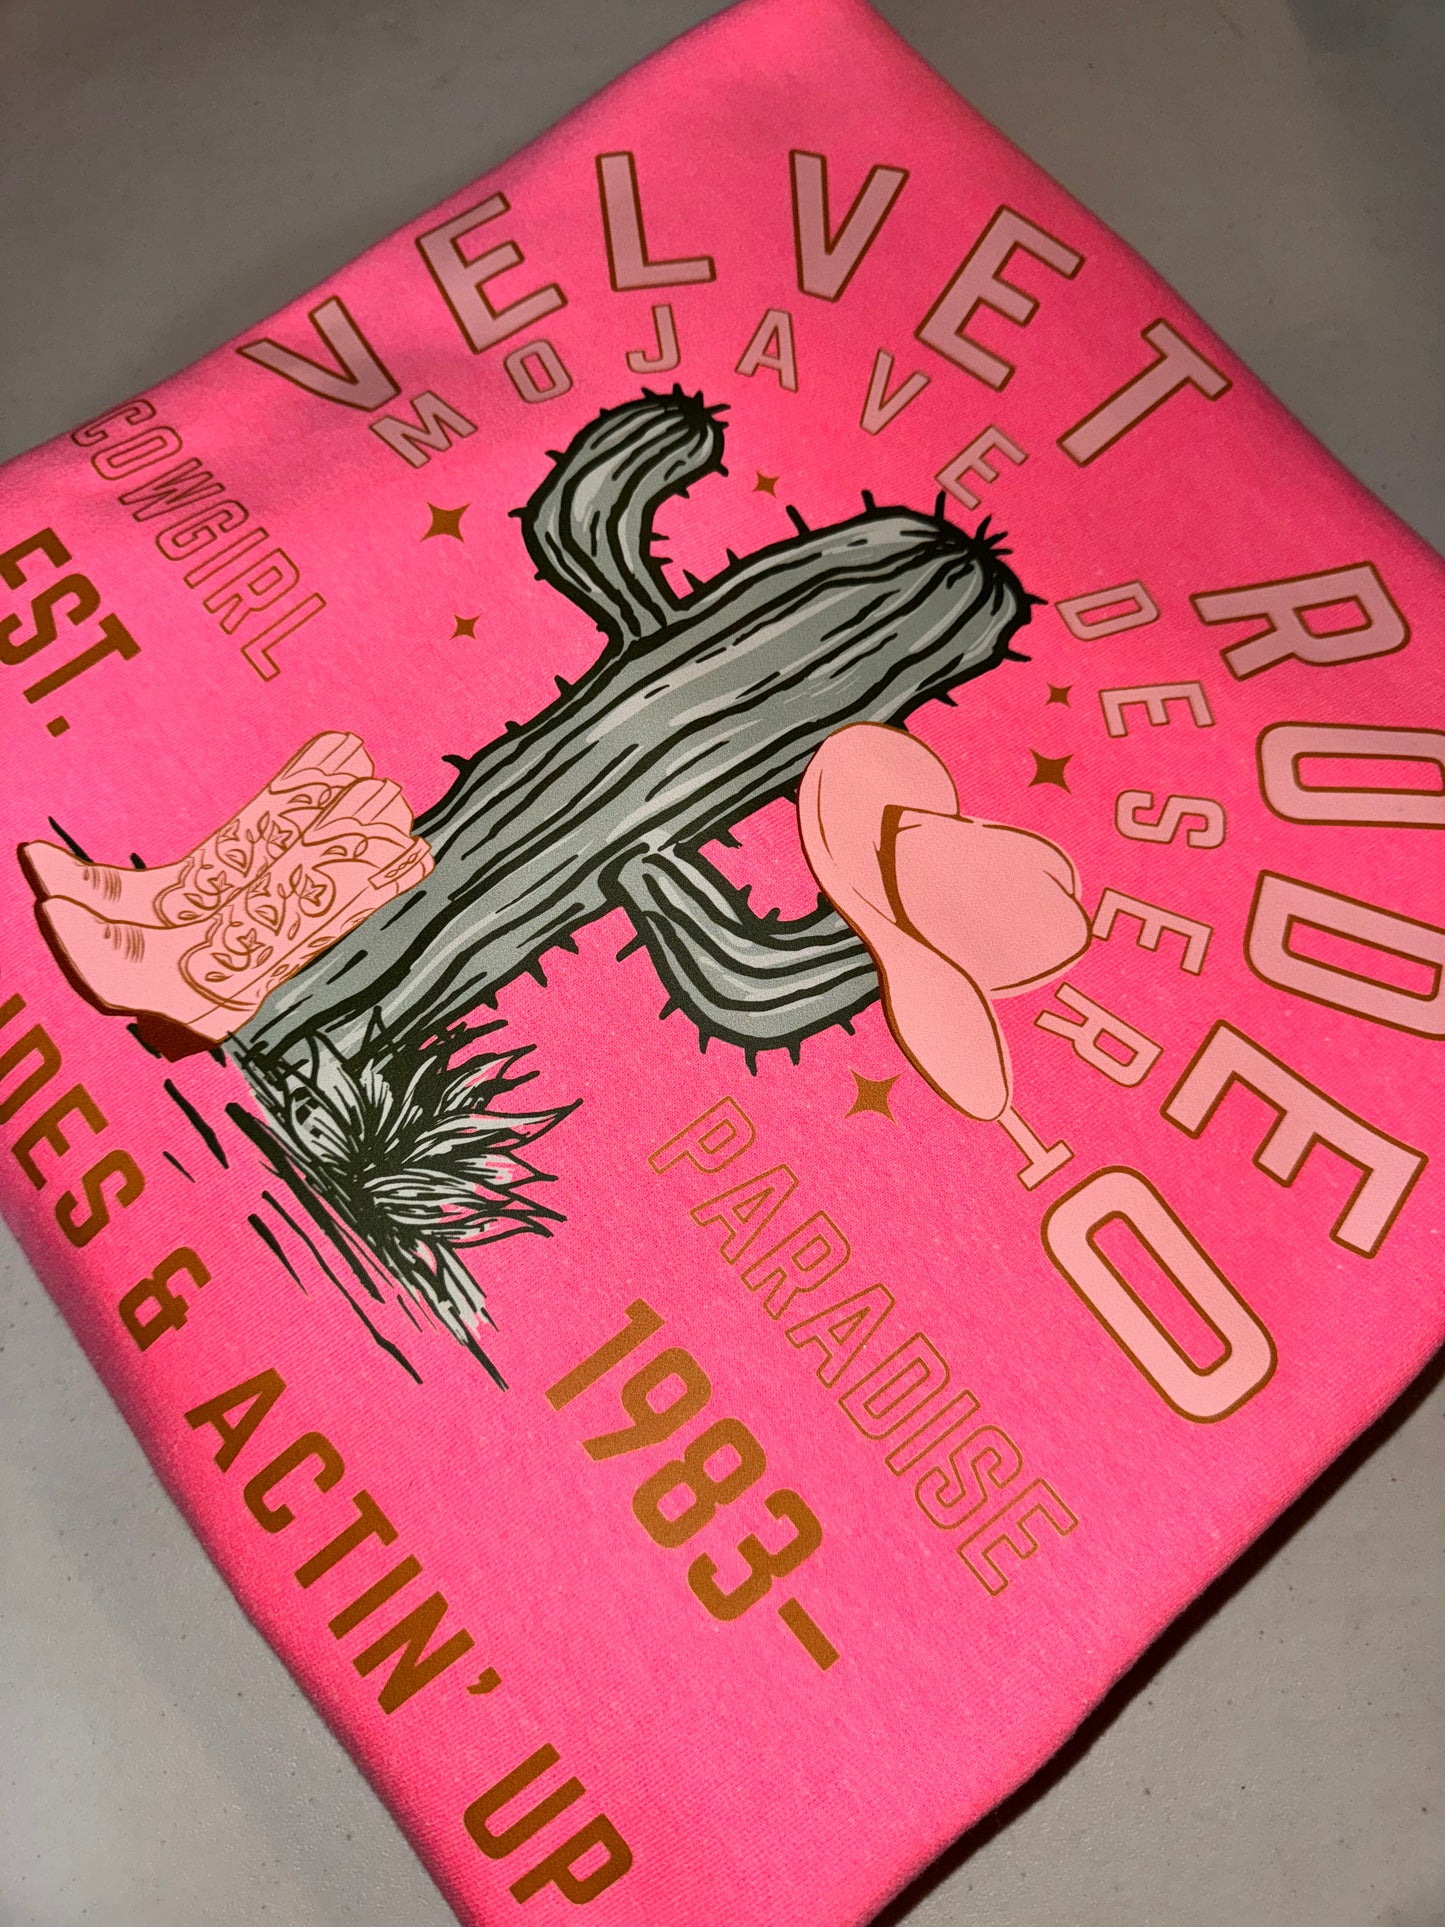 VELVET RODEO
MOJAVE DESERT
COWGIRL PARADISE
EST. 1983-
& ACTIN' UP